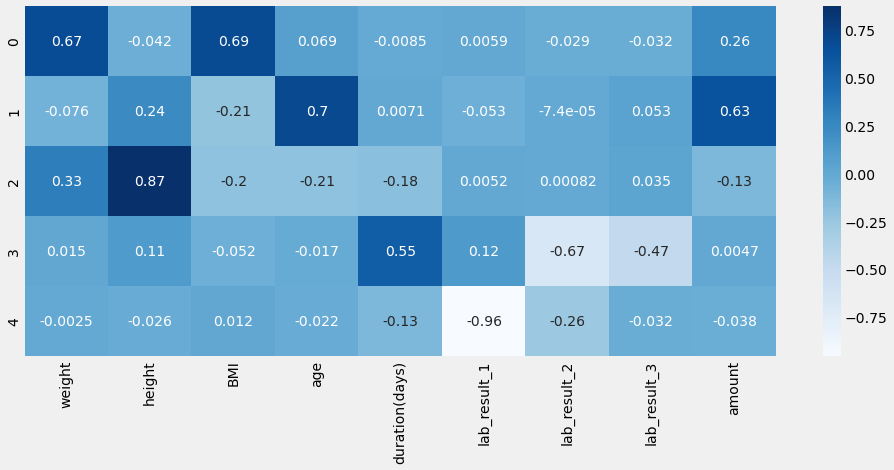 0 0.67 -0.042 0.69 0.069 -0.0085 0.0059 -0.029 -0.032 0.26
1 -0.076 0.24 -0.21 0.7 0.0071 -0.053 -7.4e-05 0.053 0.63
2 0.33 0.87 -0.2 -0.21 -0.18 0.0052 0.00082 0.035 -0.13
3 0.015 0.11 -0.052 -0.017 0.55 0.12 -0.67 -0.47 0.0047
4 -0.0025 -0.026 0.012 -0.022 -0.13 -0.96 -0.26 -0.032 -0.038
weight height BMI age duration(days) lab_result_1 lab_result_2 lab_result_3 amount
0.75
0.50
0.25
0.00
−0.25
−0.50
−0.75